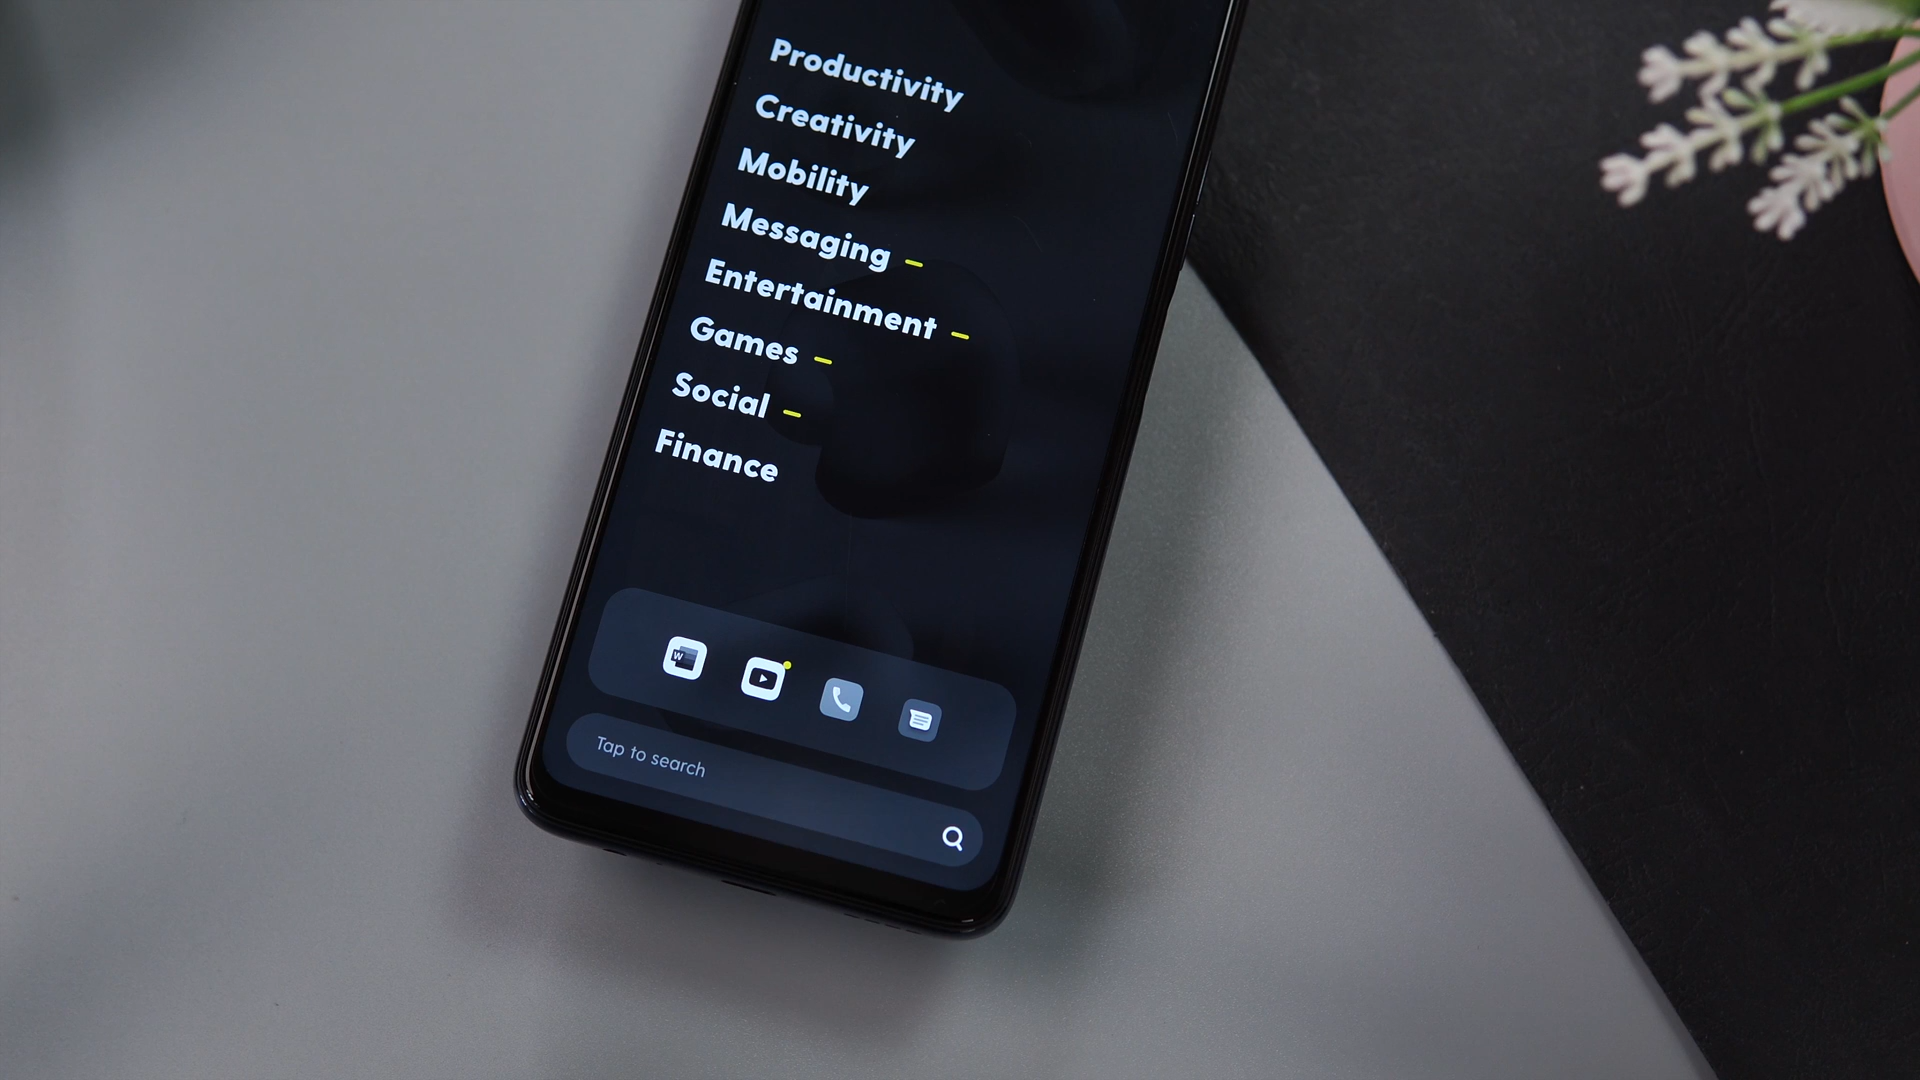 Productivity
Creativity
Mobility
Messaging –
Entertainment –
Games –
Social –
Finance
W
Tap to search